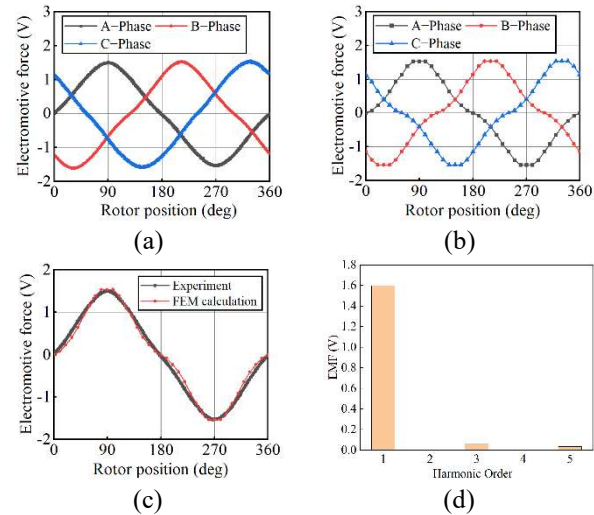 A−Phase B−Phase
C−Phase
Electromotive force (V)
2
1
0
-1
-2
0 90 180 270 360
Rotor position (deg)
(a)
A−Phase B−Phase
C−Phase
Electromotive force (V)
2
1
0
-1
-2
0 90 180 270 360
Rotor position (deg)
(b)
Experiment
FEM calculation
Electromotive force (V)
2
1
0
-1
-2
0 90 180 270 360
Rotor position (deg)
(c)
EMF (V)
1.8
1.6
1.4
1.2
1.0
0.8
0.6
0.4
0.2
0.0
1 2 3 4 5
Harmonic Order
(d)